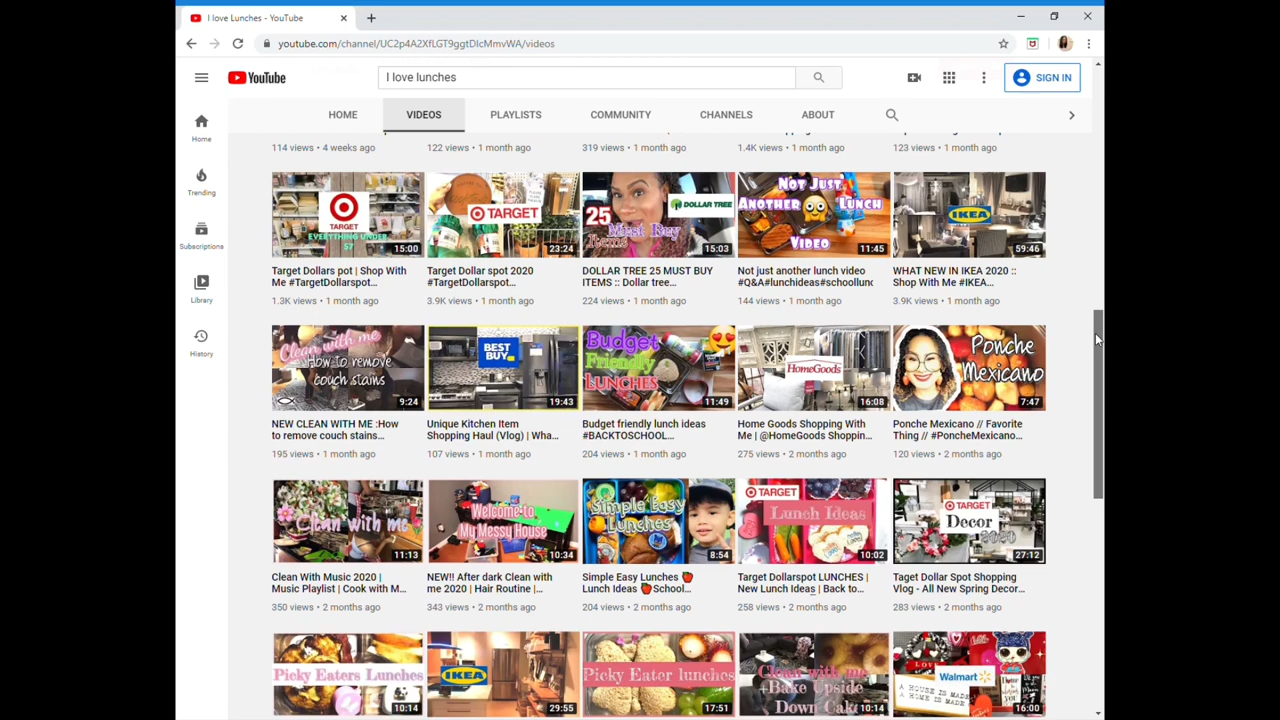 I love Lunches - YouTube
youtube.com/channel/UC2p4A2XfLGT9ggtDIcMmvWA/videos
YouTube
I love lunches
SIGN IN
HOME
VIDEOS
PLAYLISTS
COMMUNITY
CHANNELS
ABOUT
Home
Trending
Subscriptions
Library
History
114 views • 4 weeks ago
122 views • 1 month ago
319 views • 1 month ago
1.4K views • 1 month ago
123 views • 1 month ago
TARGET
EVERYTHING UNDER
15:00
TARGET
23:24
DOLLAR TREE
25 Must Buy
Items
15:03
NOT JUST
ANOTHER LUNCH
VIDEO
11:45
IKEA
59:46
Target Dollars pot | Shop With
Me #TargetDollarspot...
1.3K views • 1 month ago
Target Dollar spot 2020
#TargetDollarspot...
3.9K views • 1 month ago
DOLLAR TREE 25 MUST BUY
ITEMS :: Dollar tree...
224 views • 1 month ago
Not just another lunch video
#Q&A#lunchideas#schoollunc
144 views • 1 month ago
WHAT NEW IN IKEA 2020 ::
Shop With Me #IKEA...
3.9K views • 1 month ago
Clean with me
How to remove
couch stains
9:24
BEST
BUY
19:43
Budget
Friendly
LUNCHES
11:49
HomeGoods
16:08
Ponche
Mexicano
7:47
NEW CLEAN WITH ME :How
to remove couch stains...
195 views • 1 month ago
Unique Kitchen Item
Shopping Haul (Vlog) | Wha...
107 views • 1 month ago
Budget friendly lunch ideas
#BACKTOSCHOOL...
204 views • 1 month ago
Home Goods Shopping With
Me | @HomeGoods Shoppin...
275 views • 2 months ago
Ponche Mexicano // Favorite
Thing // #PoncheMexicano...
120 views • 2 months ago
Clean with me
11:13
Welcome to
My Messy House
10:34
Simple Easy
Lunches
8:54
TARGET
Lunch Ideas
10:02
TARGET
Decor
2020
27:12
Clean With Music 2020 |
Music Playlist | Cook with M...
350 views • 2 months ago
NEW!! After dark Clean with
me 2020 | Hair Routine |...
343 views • 2 months ago
Simple Easy Lunches 🍎
Lunch Ideas 🍎School...
204 views • 2 months ago
Target Dollarspot LUNCHES |
New Lunch Ideas | Back to...
258 views • 2 months ago
Taget Dollar Spot Shopping
Vlog - All New Spring Decor...
283 views • 2 months ago
Picky Eaters Lunches
10:14
IKEA
29:55
Picky Eater lunches
17:51
Clean with me
+Bake Upside
Down Cake
10:14
LOVE
Walmart
A HOUSE IS MADE
A HOME IS MADE
16:00